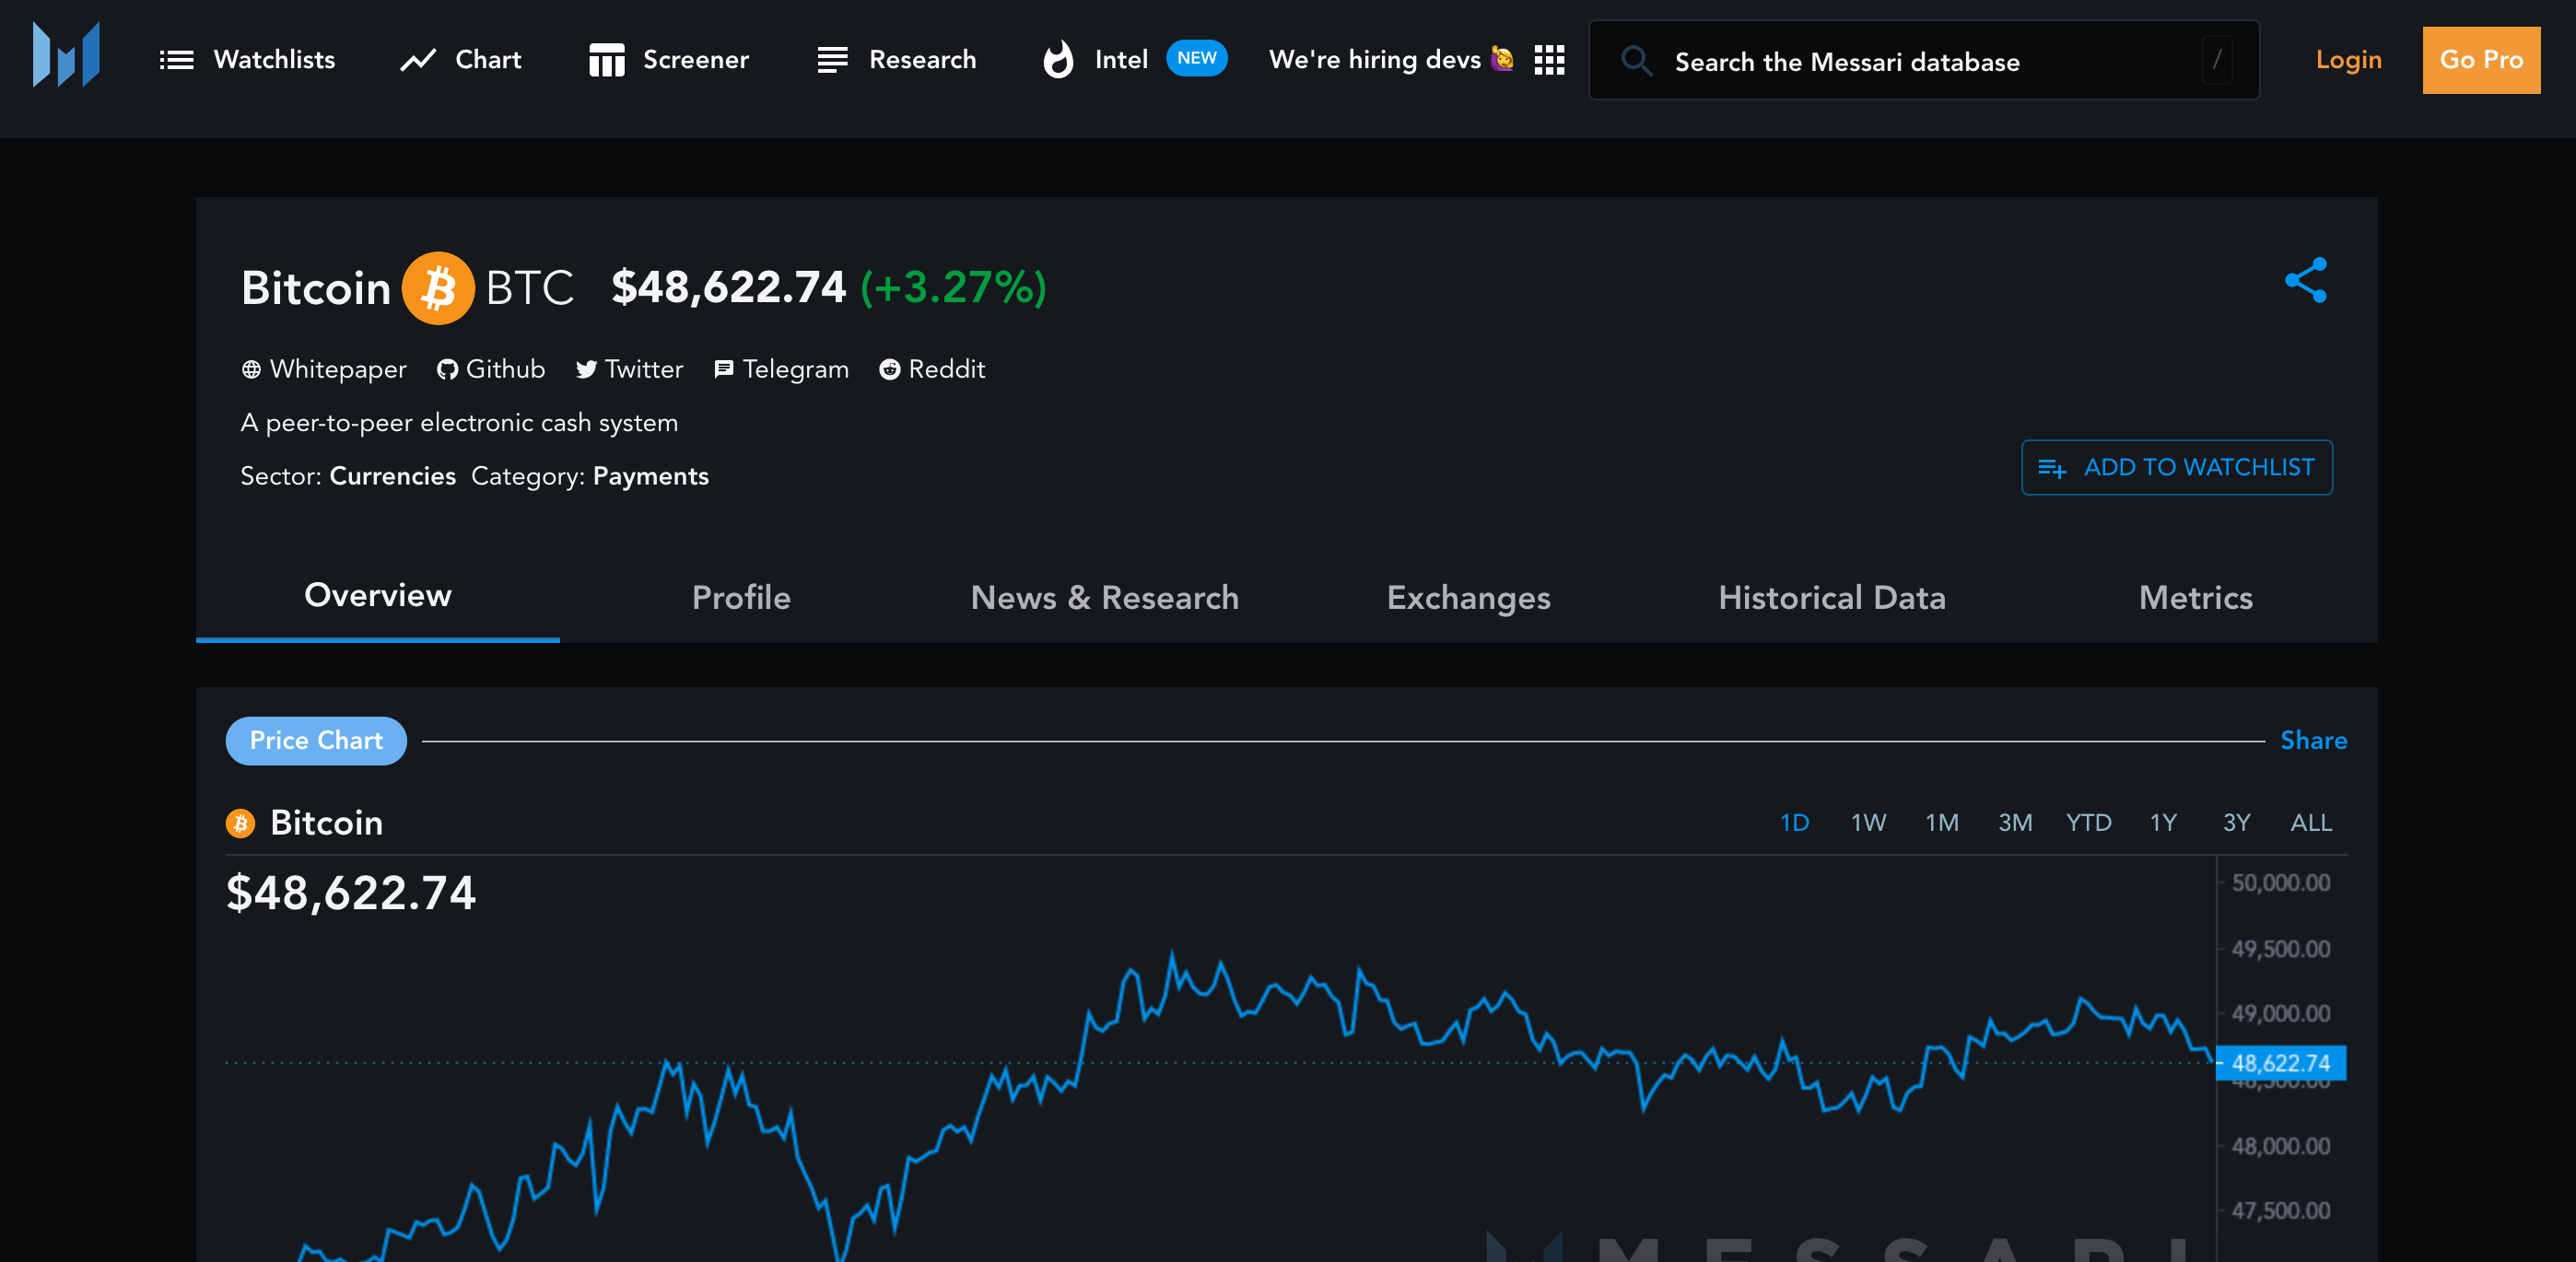 Watchlists Chart Screener Research Intel NEW We're hiring devs 🙋 Search the Messari database / Login Go Pro
Bitcoin BTC $48,622.74 (+3.27%)
Whitepaper Github Twitter Telegram Reddit
A peer-to-peer electronic cash system
Sector: Currencies Category: Payments
ADD TO WATCHLIST
Overview Profile News & Research Exchanges Historical Data Metrics
Price Chart Share
Bitcoin 1D 1W 1M 3M YTD 1Y 3Y ALL
$48,622.74
50,000.00
49,500.00
49,000.00
48,622.74
48,500.00
48,000.00
47,500.00
MESSARI